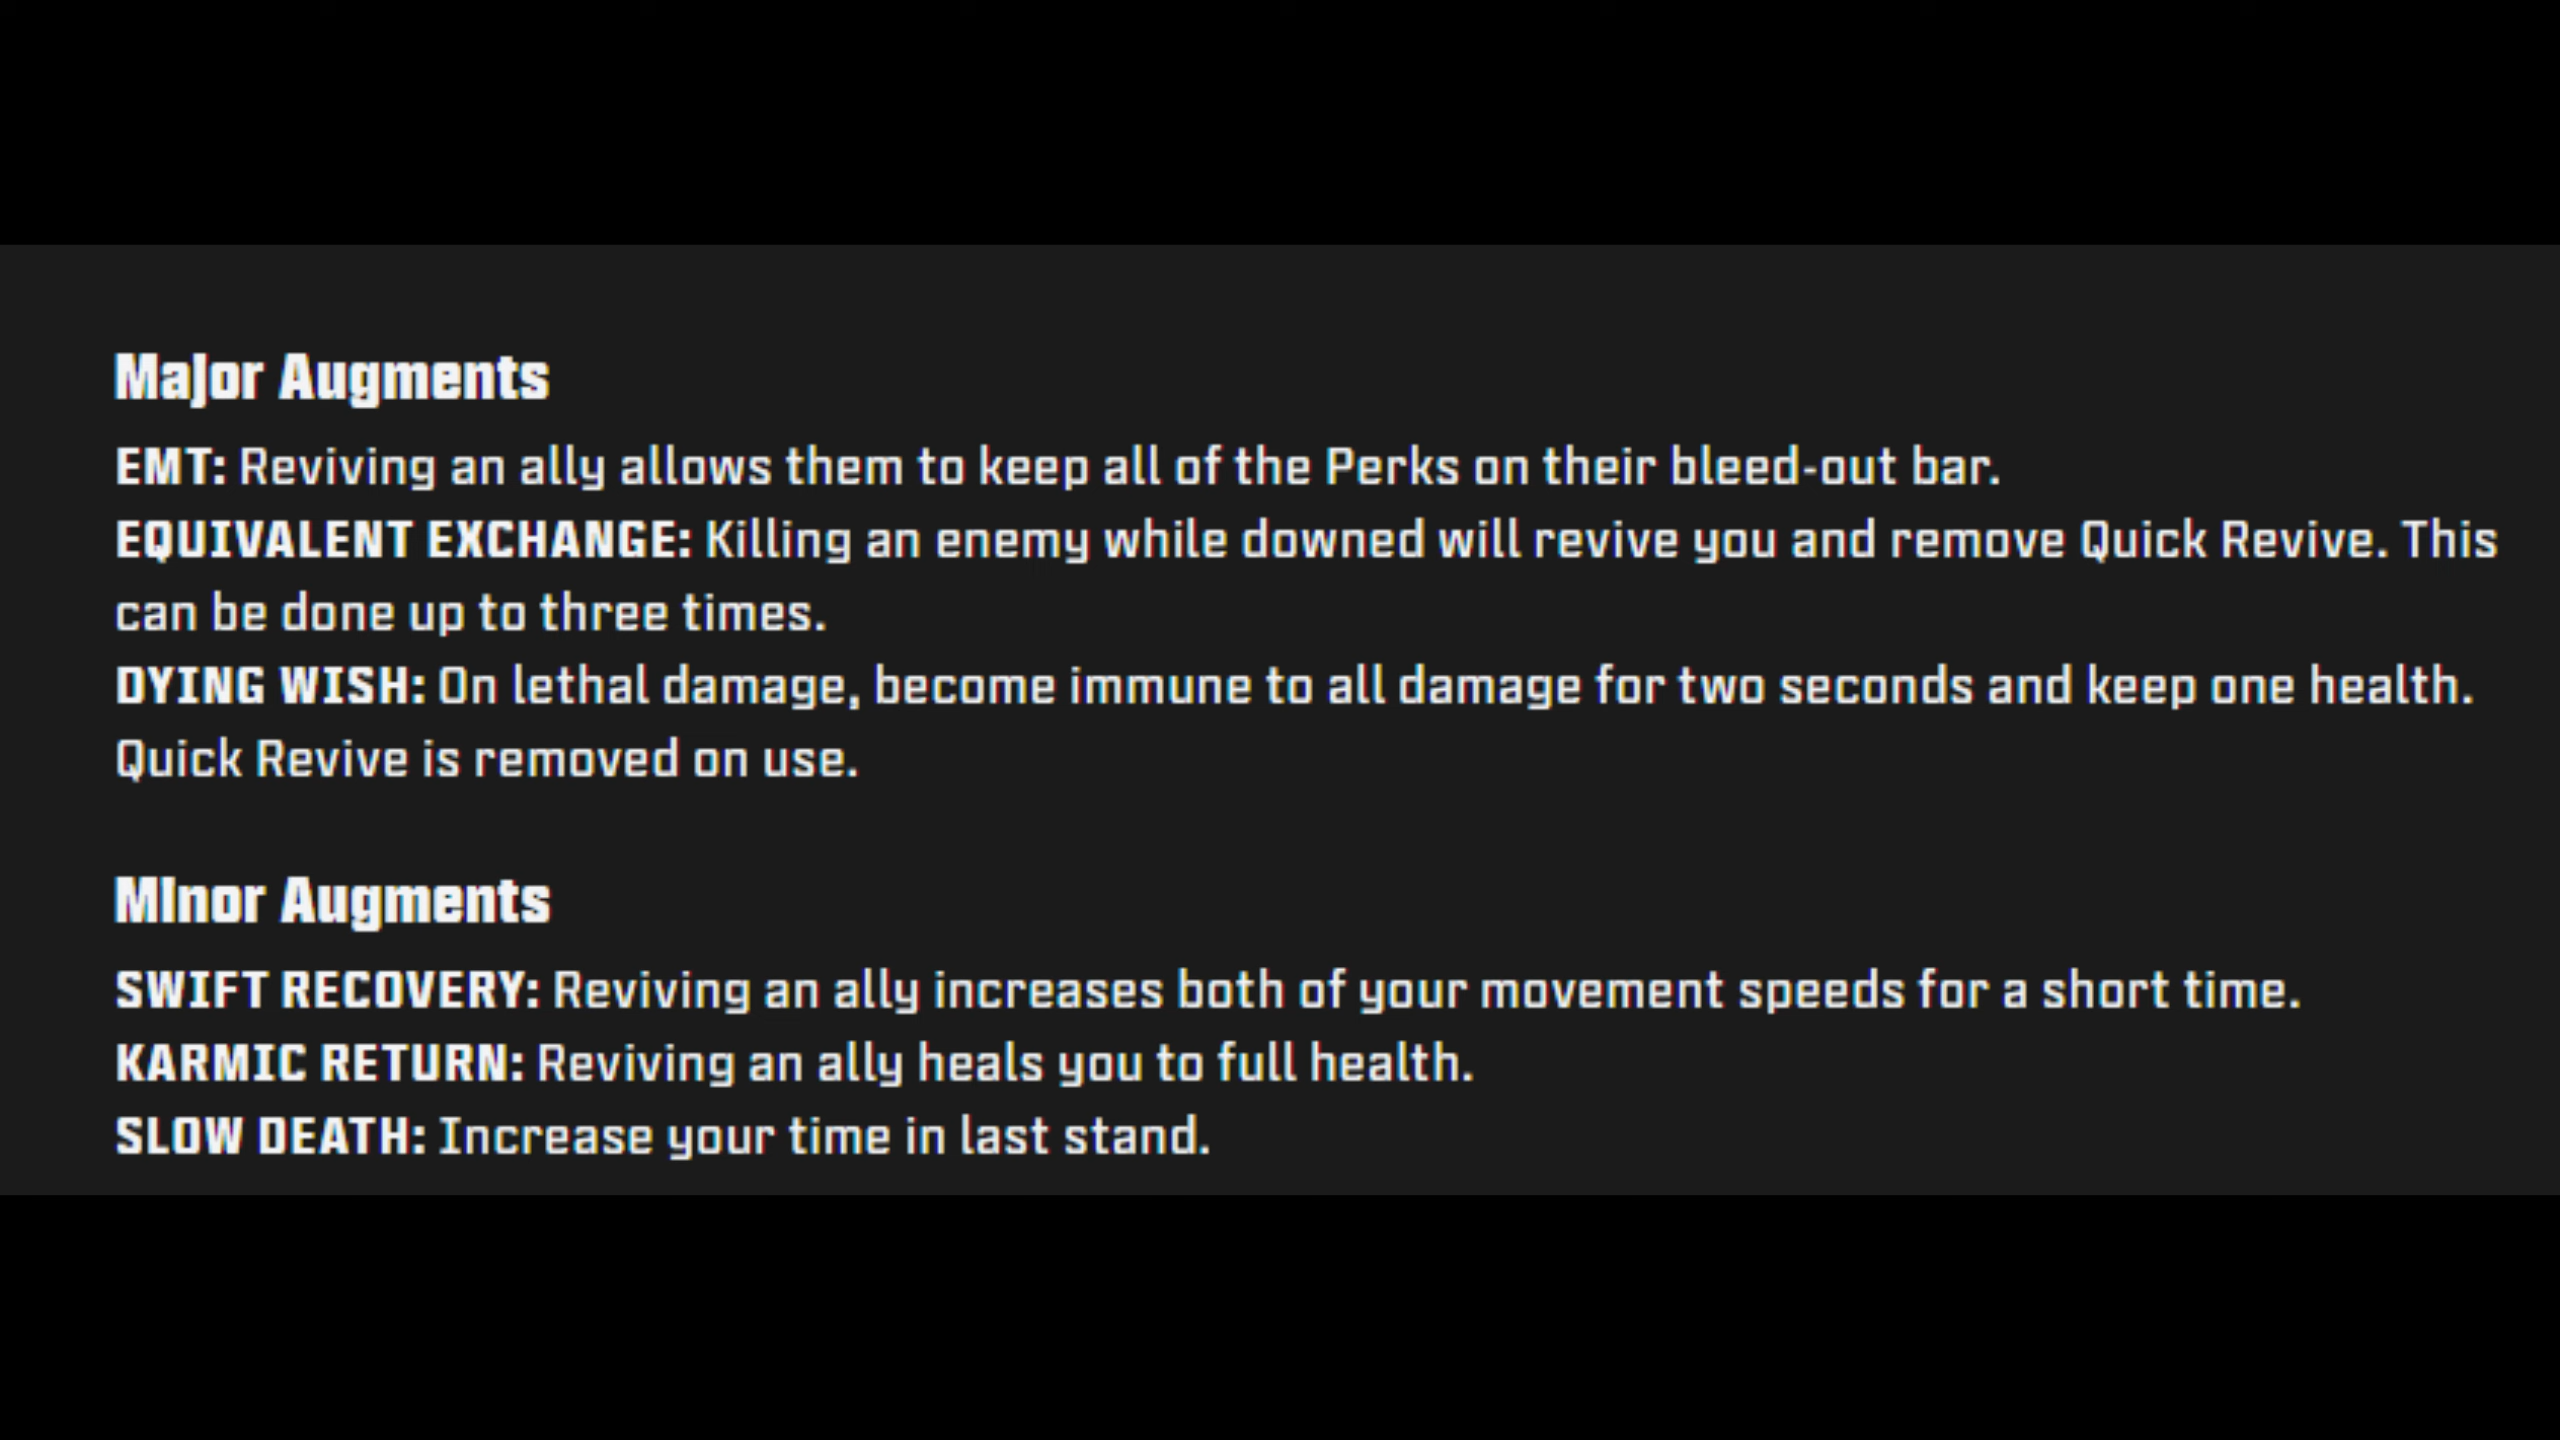 Major Augments
EMT: Reviving an ally allows them to keep all of the Perks on their bleed-out bar.
EQUIVALENT EXCHANGE: Killing an enemy while downed will revive you and remove Quick Revive. This
can be done up to three times.
DYING WISH: On lethal damage, become immune to all damage for two seconds and keep one health.
Quick Revive is removed on use.
Minor Augments
SWIFT RECOVERY: Reviving an ally increases both of your movement speeds for a short time.
KARMIC RETURN: Reviving an ally heals you to full health.
SLOW DEATH: Increase your time in last stand.